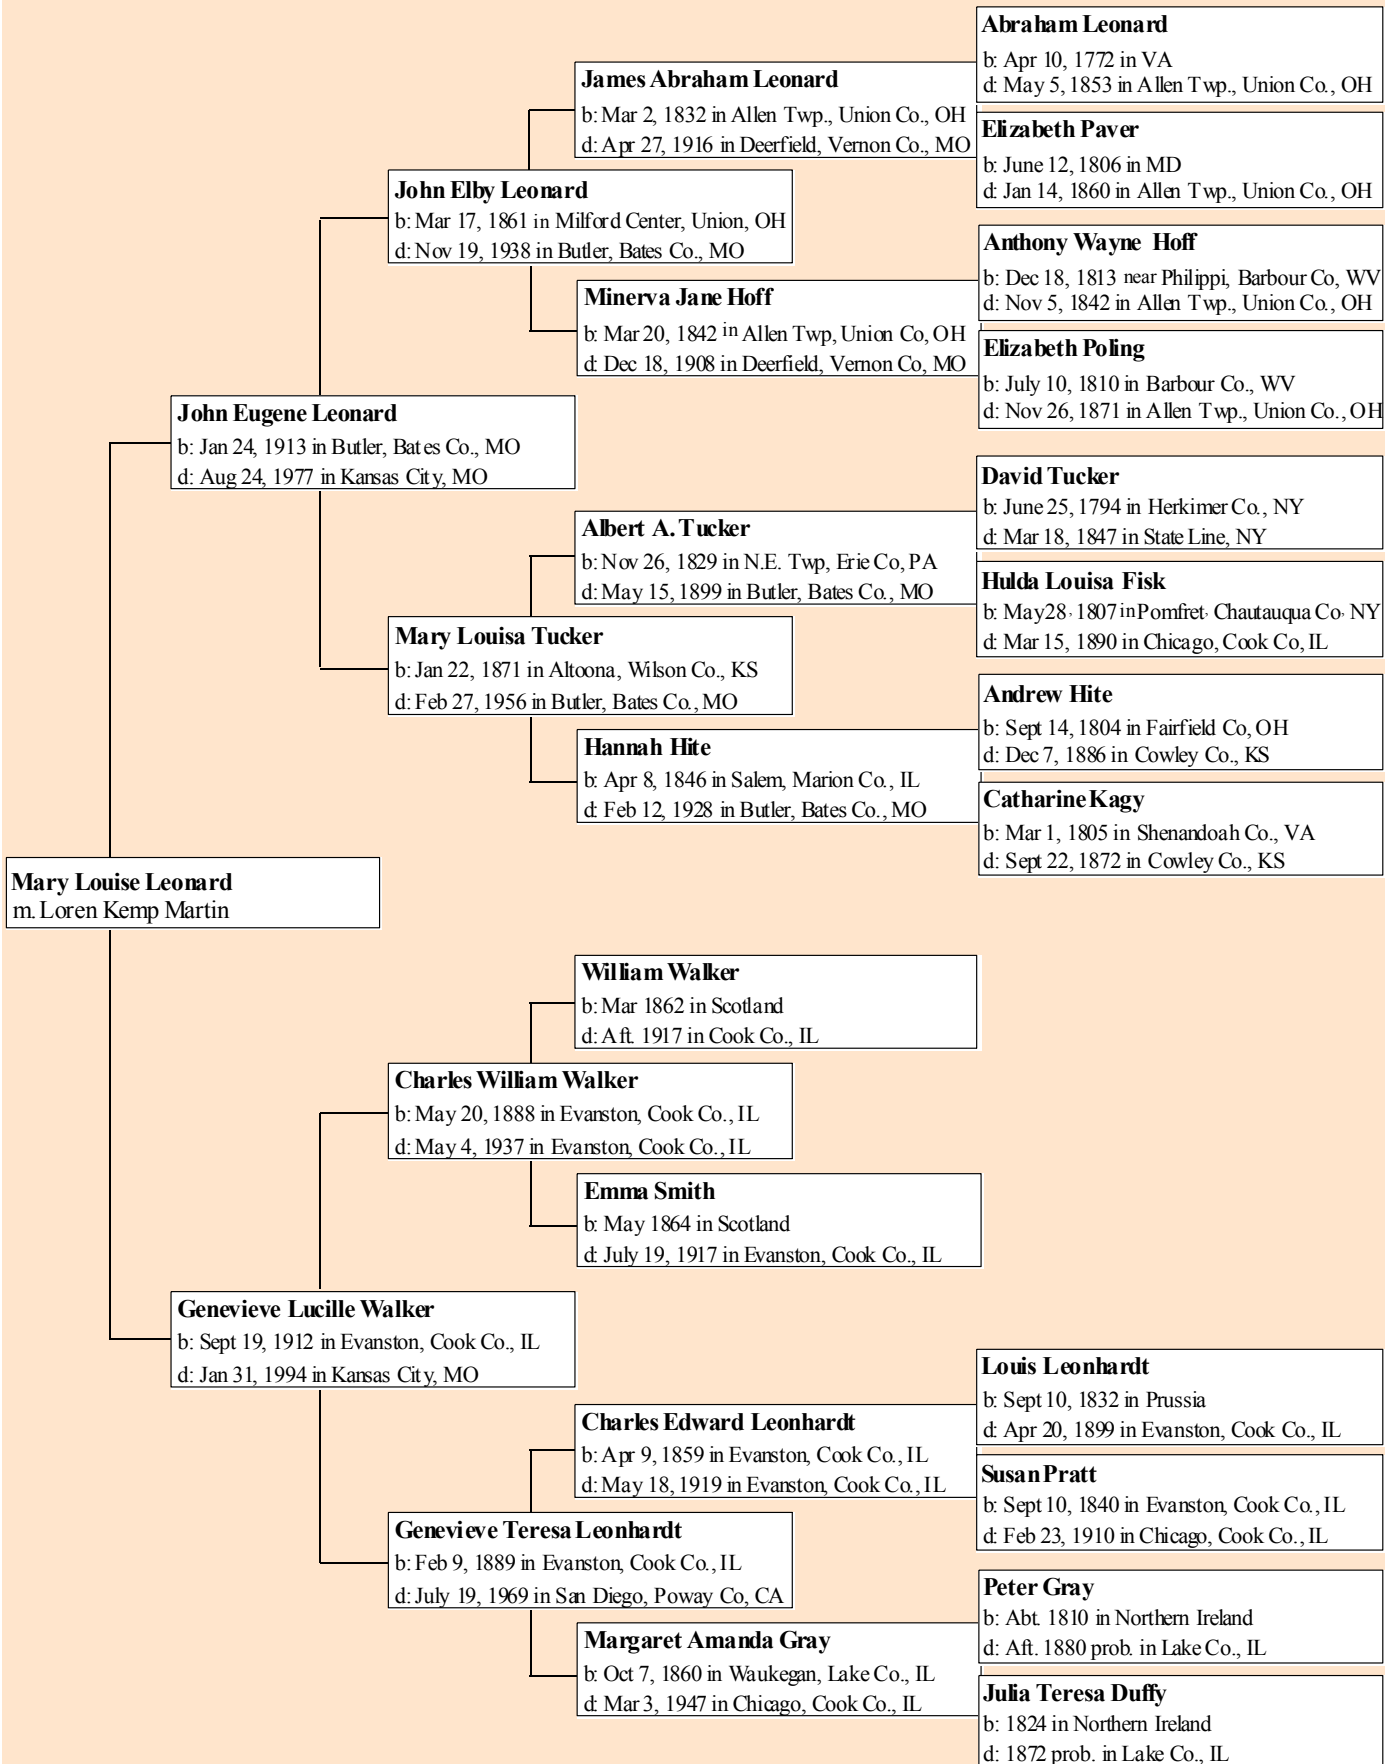 Abraham Leonard
b: Apr 10, 1772 in VA
d: May 5, 1853 in Allen Twp., Union Co., OH
James Abraham Leonard
b: Mar 2, 1832 in Allen Twp., Union Co., OH
d: Apr 27, 1916 in Deerfield, Vernon Co., MO
Elizabeth Paver
b: June 12, 1806 in MD
d: Jan 14, 1860 in Allen Twp., Union Co., OH
John Elby Leonard
b: Mar 17, 1861 in Milford Center, Union, OH
d: Nov 19, 1938 in Butler, Bates Co., MO
Anthony Wayne Hoff
b: Dec 18, 1813 near Philippi, Barbour Co, WV
d: Nov 5, 1842 in Allen Twp., Union Co., OH
Minerva Jane Hoff
b: Mar 20, 1842 in Allen Twp, Union Co, OH
d: Dec 18, 1908 in Deerfield, Vernon Co, MO
Elizabeth Poling
b: July 10, 1810 in Barbour Co., WV
d: Nov 26, 1871 in Allen Twp., Union Co., OH
John Eugene Leonard
b: Jan 24, 1913 in Butler, Bates Co., MO
d: Aug 24, 1977 in Kansas City, MO
David Tucker
b: June 25, 1794 in Herkimer Co., NY
d: Mar 18, 1847 in State Line, NY
Albert A. Tucker
b: Nov 26, 1829 in N.E. Twp, Erie Co, PA
d: May 15, 1899 in Butler, Bates Co., MO
Hulda Louisa Fisk
b: May28, 1807 in Pomfret, Chautauqua Co, NY
d: Mar 15, 1890 in Chicago, Cook Co, IL
Mary Louisa Tucker
b: Jan 22, 1871 in Altoona, Wilson Co., KS
d: Feb 27, 1956 in Butler, Bates Co., MO
Andrew Hite
b: Sept 14, 1804 in Fairfield Co, OH
d: Dec 7, 1886 in Cowley Co., KS
Hannah Hite
b: Apr 8, 1846 in Salem, Marion Co., IL
d: Feb 12, 1928 in Butler, Bates Co., MO
Catharine Kagy
b: Mar 1, 1805 in Shenandoah Co., VA
d: Sept 22, 1872 in Cowley Co., KS
Mary Louise Leonard
m. Loren Kemp Martin
William Walker
b: Mar 1862 in Scotland
d: Aft. 1917 in Cook Co., IL
Charles William Walker
b: May 20, 1888 in Evanston, Cook Co., IL
d: May 4, 1937 in Evanston, Cook Co., IL
Emma Smith
b: May 1864 in Scotland
d: July 19, 1917 in Evanston, Cook Co., IL
Genevieve Lucille Walker
b: Sept 19, 1912 in Evanston, Cook Co., IL
d: Jan 31, 1994 in Kansas City, MO
Louis Leonhardt
b: Sept 10, 1832 in Prussia
d: Apr 20, 1899 in Evanston, Cook Co., IL
Charles Edward Leonhardt
b: Apr 9, 1859 in Evanston, Cook Co., IL
d: May 18, 1919 in Evanston, Cook Co., IL
Susan Pratt
b: Sept 10, 1840 in Evanston, Cook Co., IL
d: Feb 23, 1910 in Chicago, Cook Co., IL
Genevieve Teresa Leonhardt
b: Feb 9, 1889 in Evanston, Cook Co., IL
d: July 19, 1969 in San Diego, Poway Co, CA
Peter Gray
b: Abt. 1810 in Northern Ireland
d: Aft. 1880 prob. in Lake Co., IL
Margaret Amanda Gray
b: Oct 7, 1860 in Waukegan, Lake Co., IL
d: Mar 3, 1947 in Chicago, Cook Co., IL
Julia Teresa Duffy
b: 1824 in Northern Ireland
d: 1872 prob. in Lake Co., IL